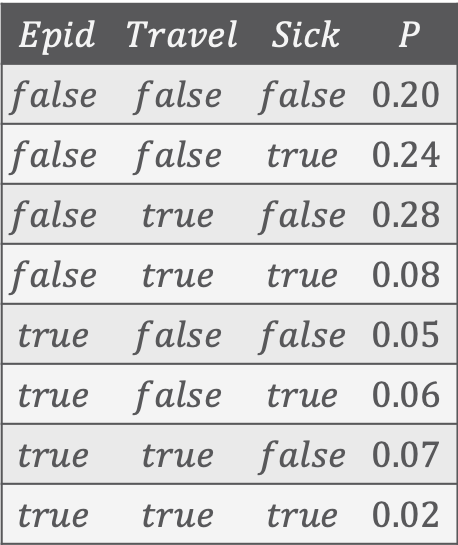 Epid Travel Sick P
false false false 0.20
false false true 0.24
false true false 0.28
false true true 0.08
true false false 0.05
true false true 0.06
true true false 0.07
true true true 0.02